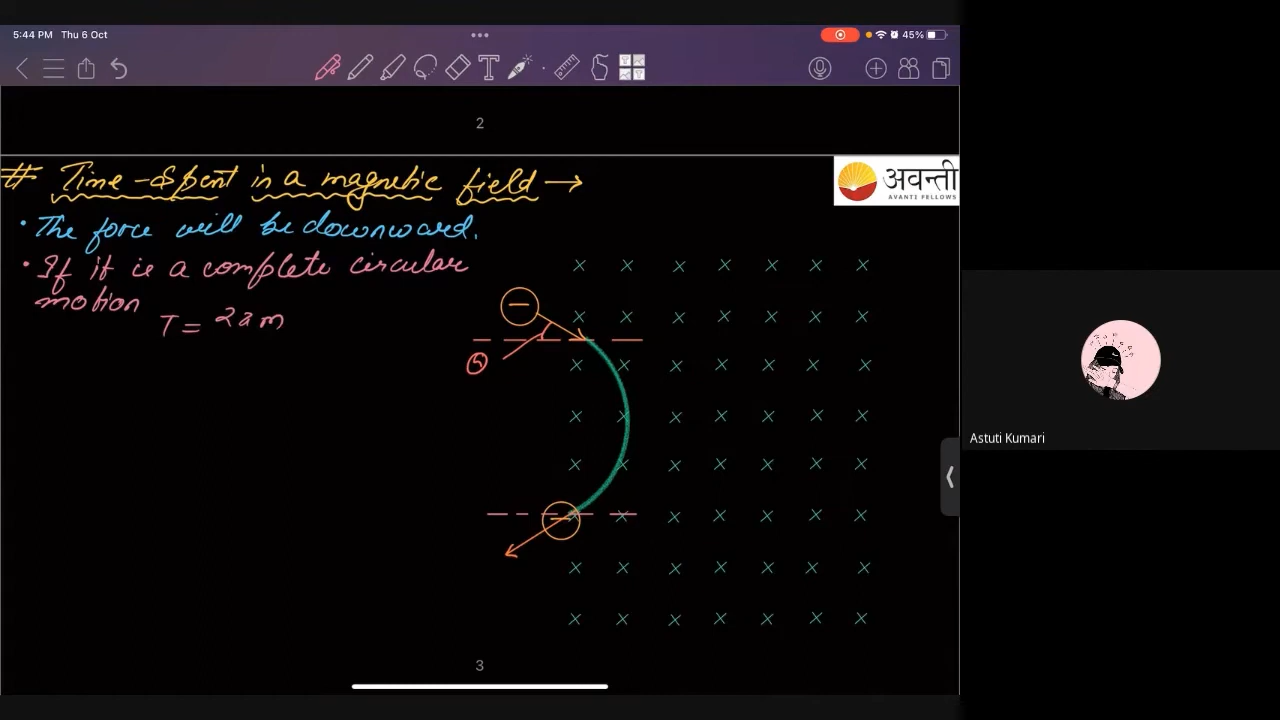 5:44 PM Thu 6 Oct
45%
2
# Time-Spent in a magnetic field →
अवन्ती
AVANTI FELLOWS
• The force will be downward.
• If it is a complete circular
motion
T = 2π m
Astuti Kumari
3